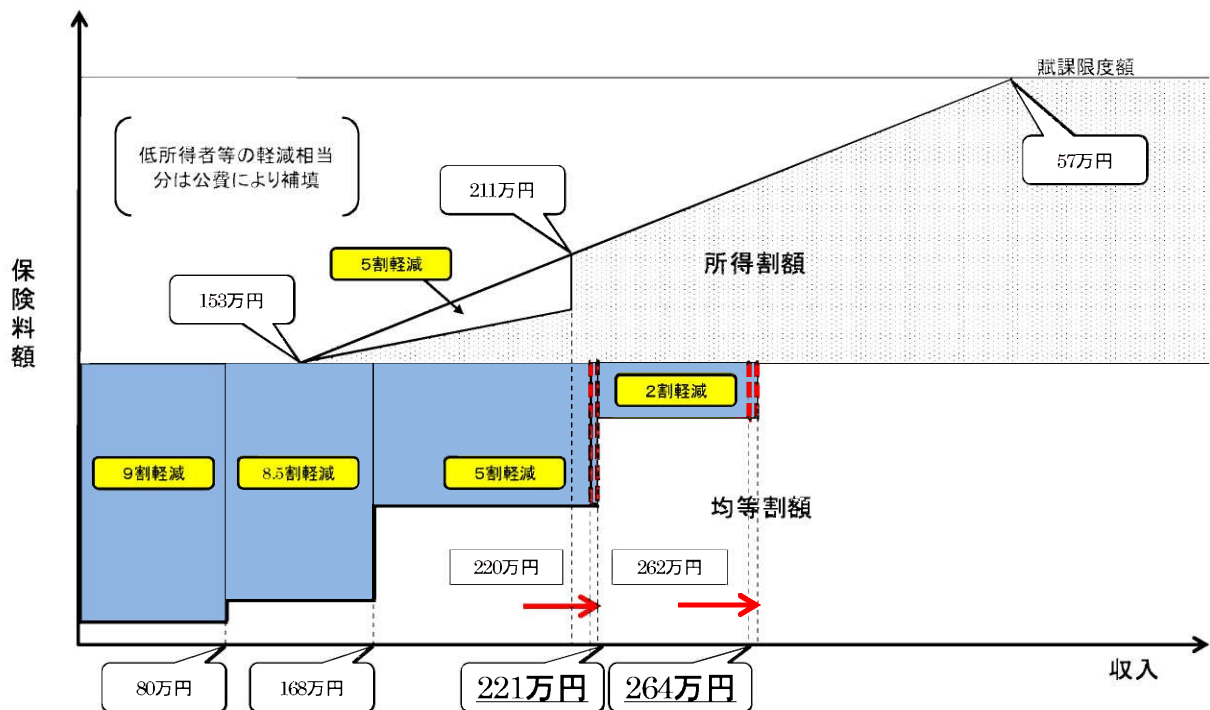 賦課限度額
57万円
低所得者等の軽減相当
分は公費により補填
211万円
5割軽減
所得割額
153万円
保険料額
2割軽減
9割軽減
8.5割軽減
5割軽減
均等割額
220万円
262万円
収入
80万円
168万円
221万円
264万円